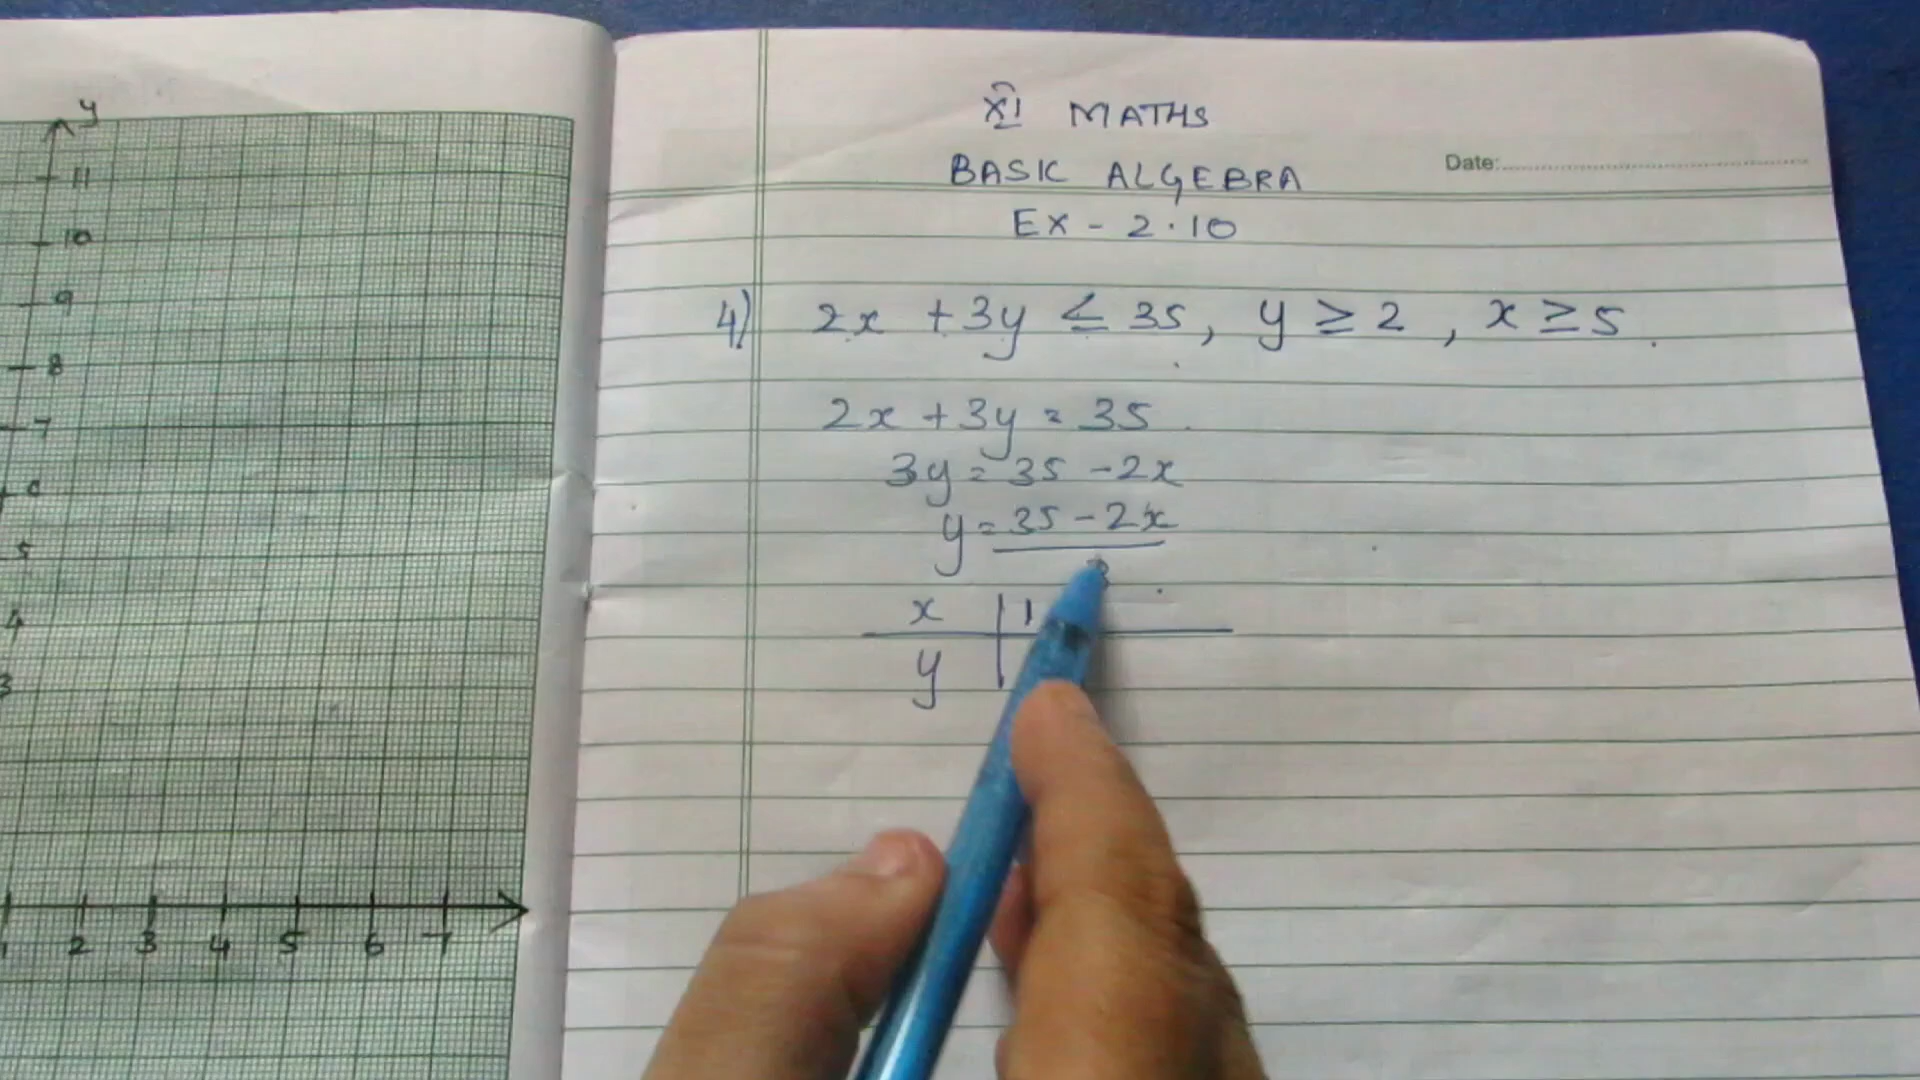 y
11
10
9
8
7
6
5
4
3
1 2 3 4 5 6 7
XI MATHS
BASIC ALGEBRA
Date:
EX - 2.10
4) 2x + 3y ≤ 35, y ≥ 2, x ≥ 5.
2x + 3y = 35.
3y = 35 - 2x
y = 35 - 2x
3
x | 1
y |